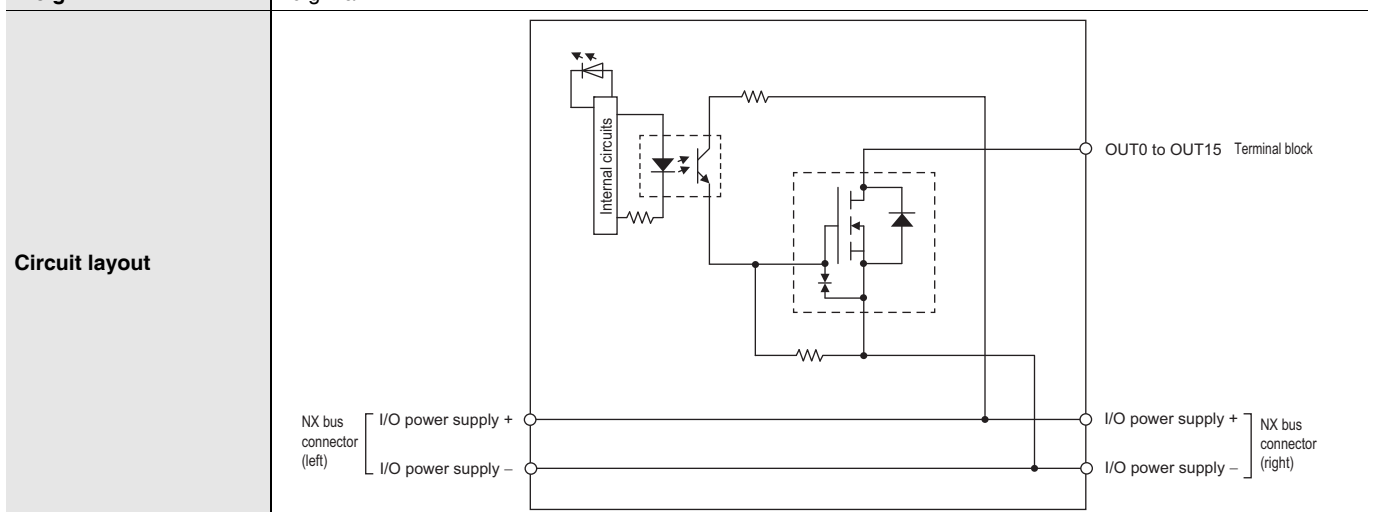 Circuit layout
Internal circuits
OUT0 to OUT15 Terminal block
NX bus
connector
(left)
I/O power supply +
I/O power supply –
I/O power supply +
I/O power supply –
NX bus
connector
(right)